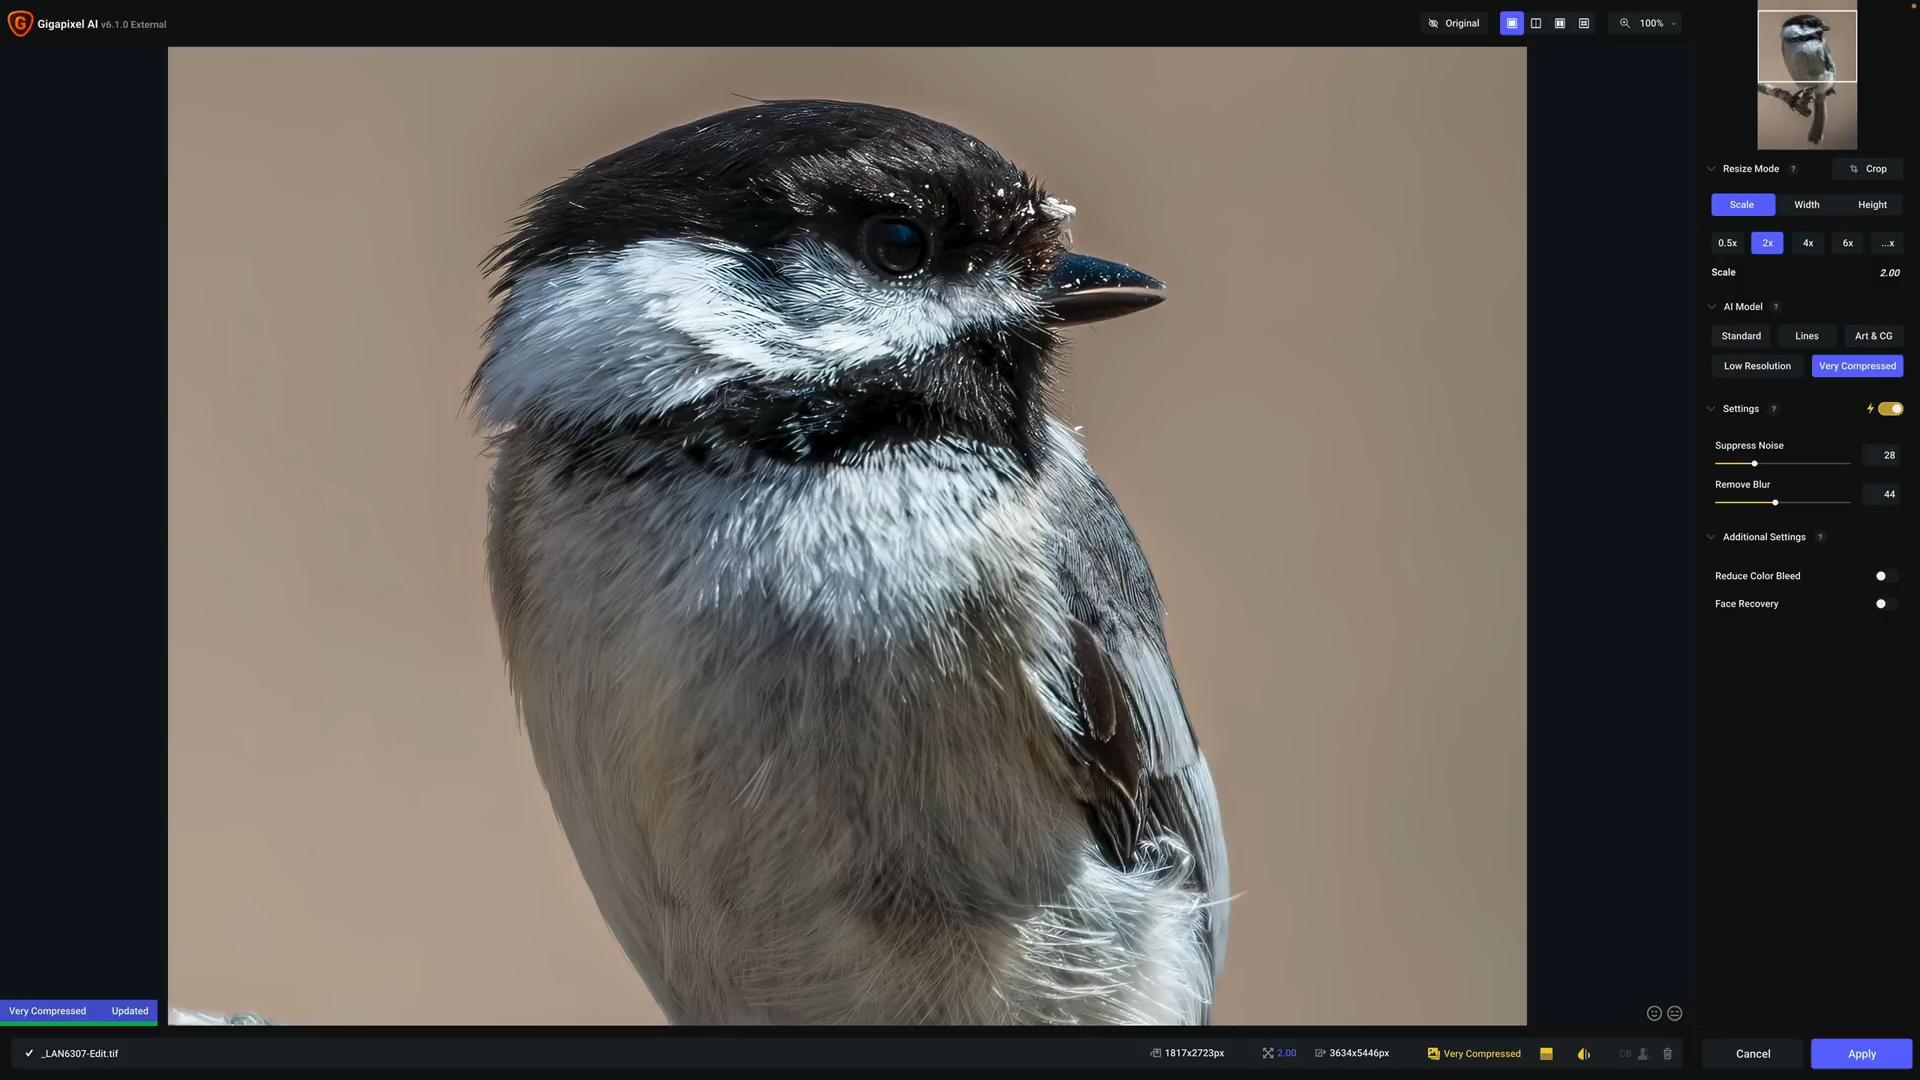 Gigapixel AI v6.1.0 External
Original
100%
Resize Mode ? Crop
Scale Width Height
0.5x 2x 4x 6x ...x
Scale 2.00
AI Model ?
Standard Lines Art & CG
Low Resolution Very Compressed
Settings ?
Suppress Noise
28
Remove Blur
44
Additional Settings ?
Reduce Color Bleed
Face Recovery
Very Compressed Updated
_LAN6307-Edit.tif 1817x2723px 2.00 3634x5446px Very Compressed CB Cancel Apply